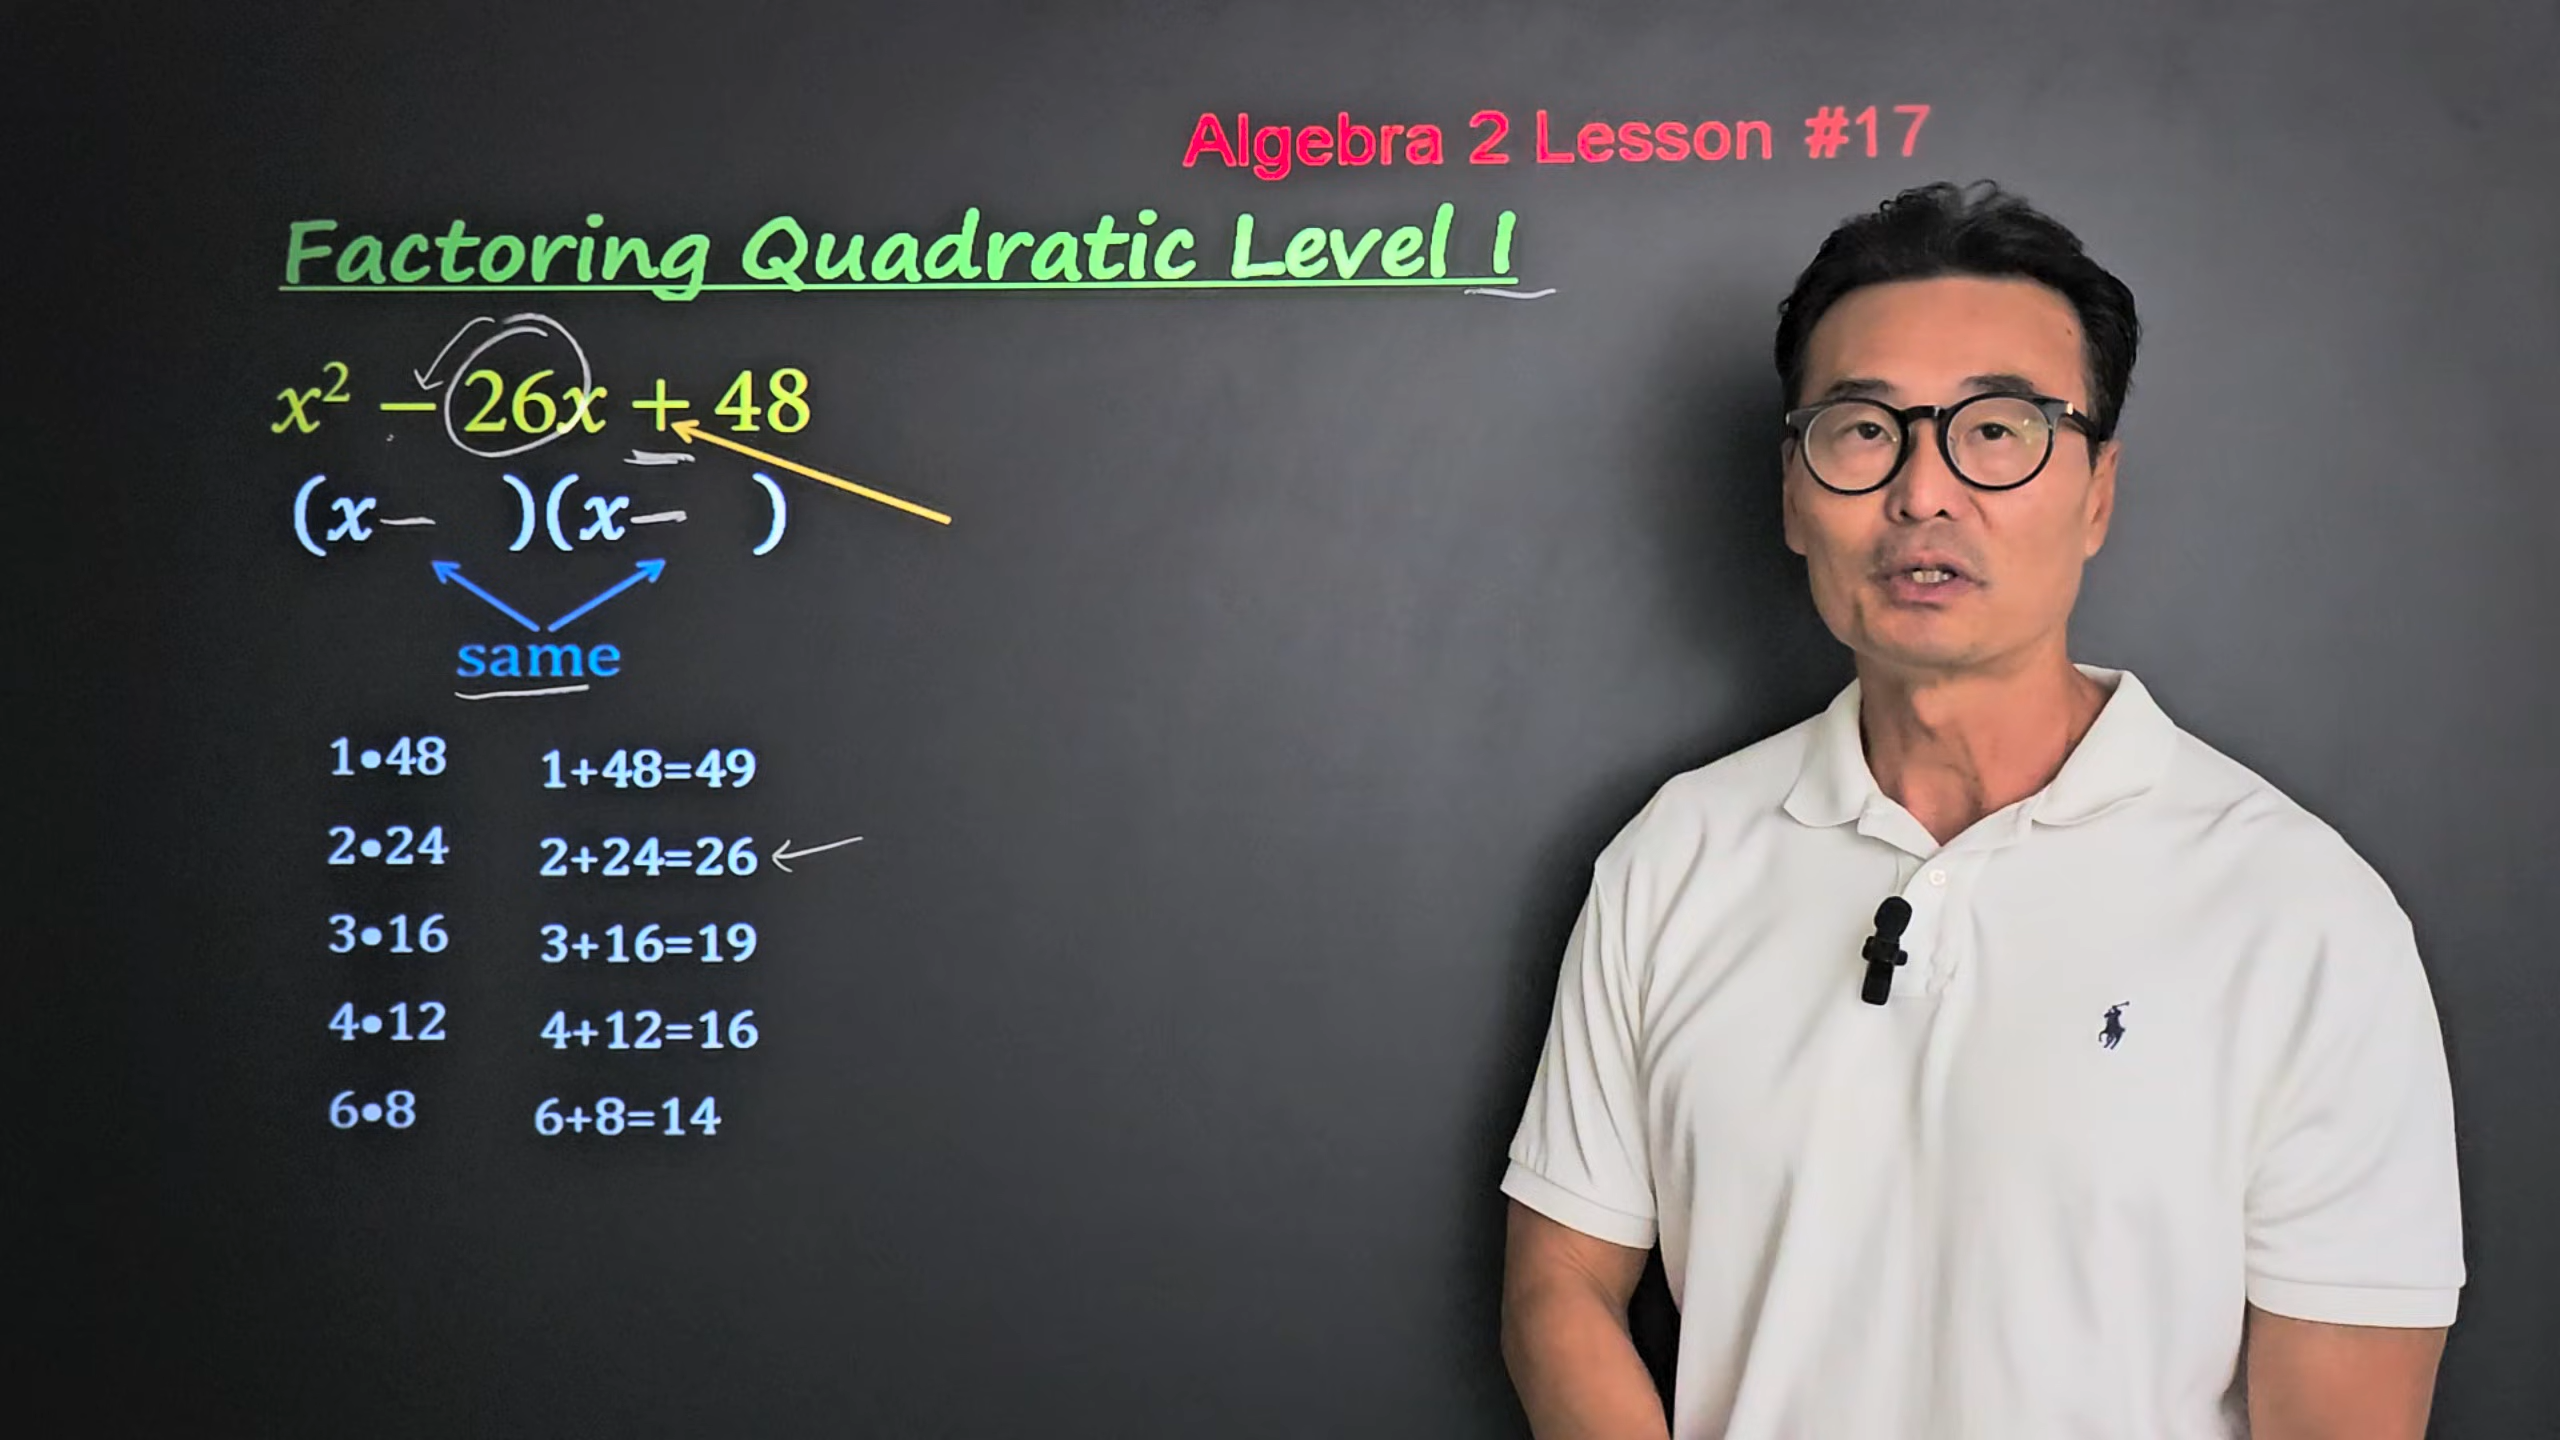 Algebra 2 Lesson #17
Factoring Quadratic Level I
x² − 26x + 48
(x− )(x− )
same
1•48 1+48=49
2•24 2+24=26
3•16 3+16=19
4•12 4+12=16
6•8 6+8=14